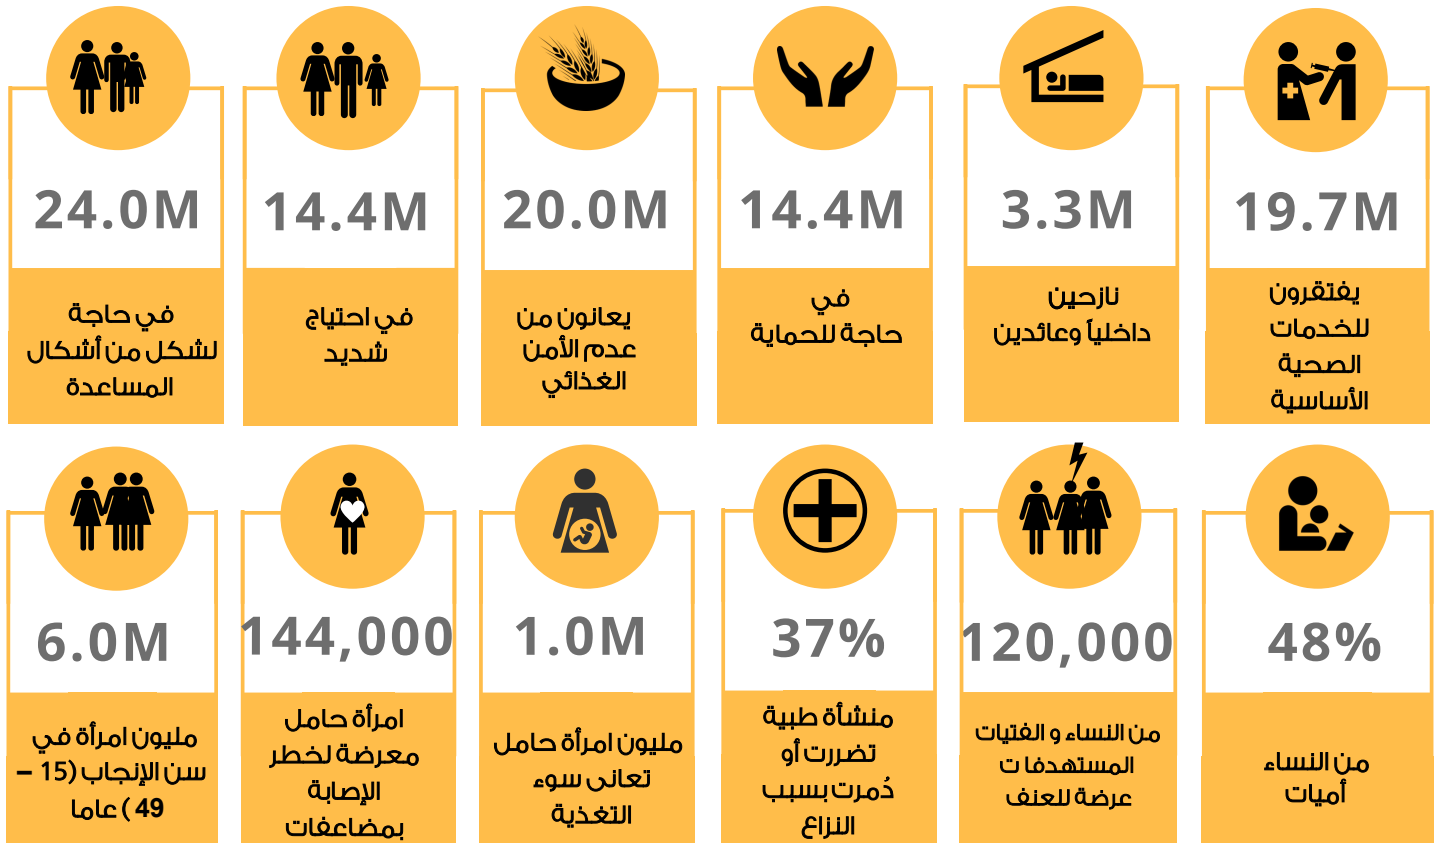 24.0M
في حاجة
لشكل من أشكال
المساعدة
14.4M
في احتياج
شديد
20.0M
يعانون من
عدم الأمن
الغذائي
14.4M
في
حاجة للحماية
3.3M
نازحين
داخلياً وعائدين
19.7M
يفتقرون
للخدمات
الصحية
الأساسية
6.0M
مليون امرأة في
سن الإنجاب (15 –
49 ) عاما
144,000
امرأة حامل
معرضة لخطر
الإصابة
بمضاعفات
1.0M
مليون امرأة حامل
تعانى سوء
التغذية
37%
منشأة طبية
تضررت أو
دُمرت بسبب
النزاع
120,000
من النساء و الفتيات
المستهدفا ت
عرضة للعنف
48%
من النساء
أميات